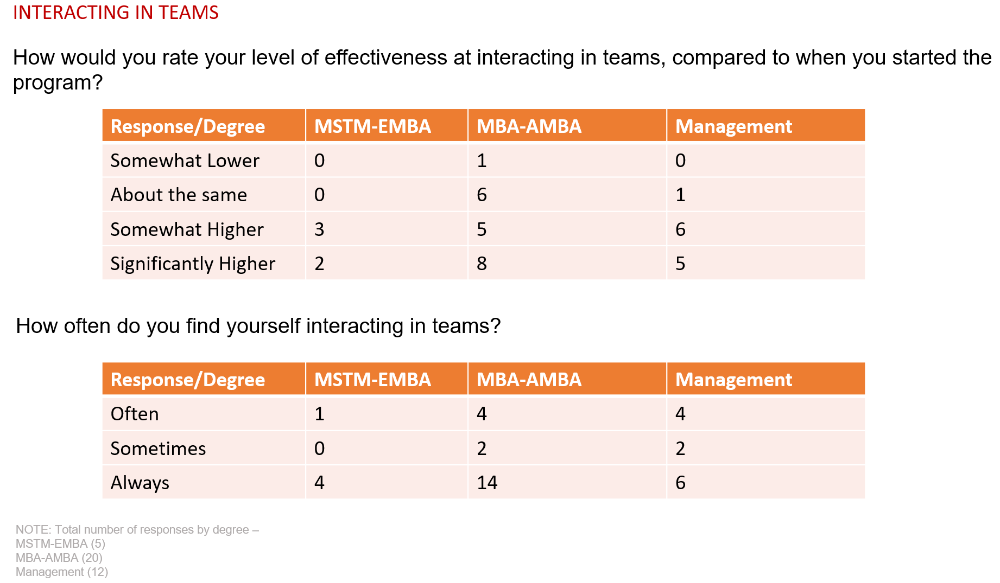 INTERACTING IN TEAMS
How would you rate your level of effectiveness at interacting in teams, compared to when you started the
program?
Response/Degree MSTM-EMBA MBA-AMBA Management
Somewhat Lower 0 1 0
About the same 0 6 1
Somewhat Higher 3 5 6
Significantly Higher 2 8 5
How often do you find yourself interacting in teams?
Response/Degree MSTM-EMBA MBA-AMBA Management
Often 1 4 4
Sometimes 0 2 2
Always 4 14 6
NOTE: Total number of responses by degree –
MSTM-EMBA (5)
MBA-AMBA (20)
Management (12)